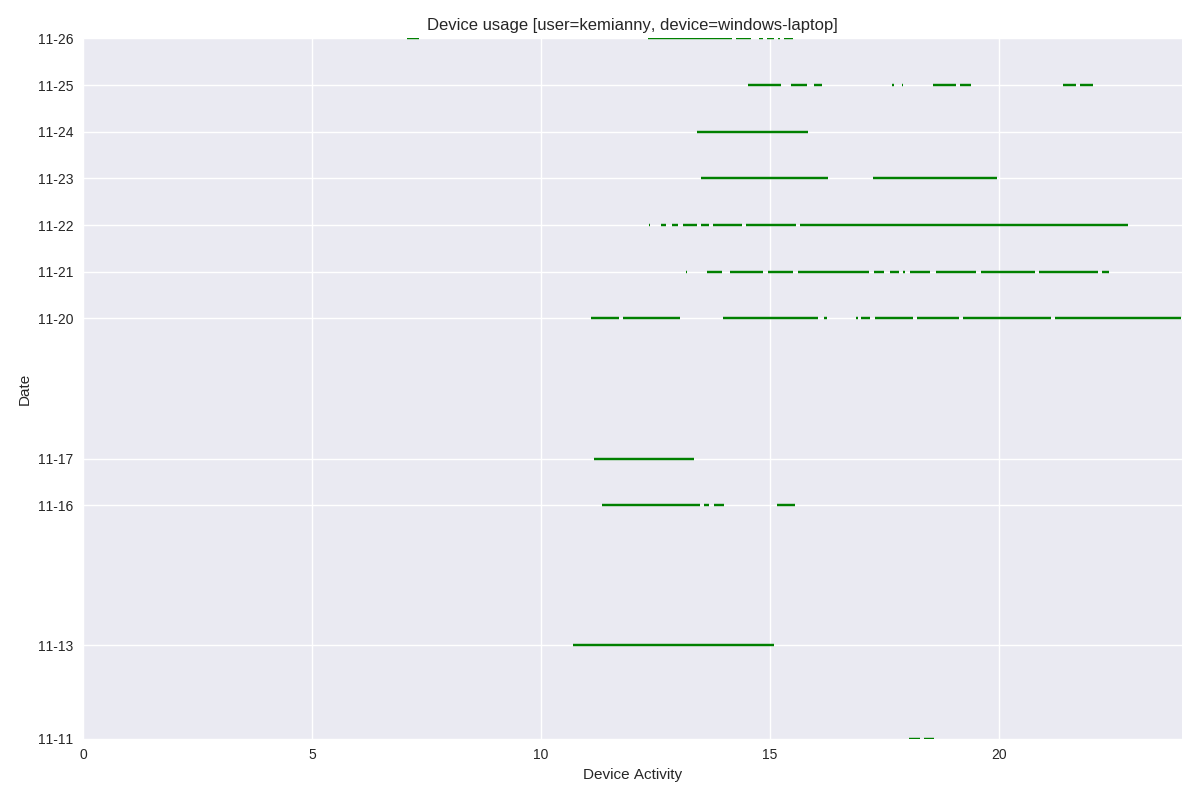 Device usage [user=kemianny, device=windows-laptop]
11-26
11-25
11-24
11-23
11-22
11-21
11-20
Date
11-17
11-16
11-13
11-11
0 5 10 15 20
Device Activity